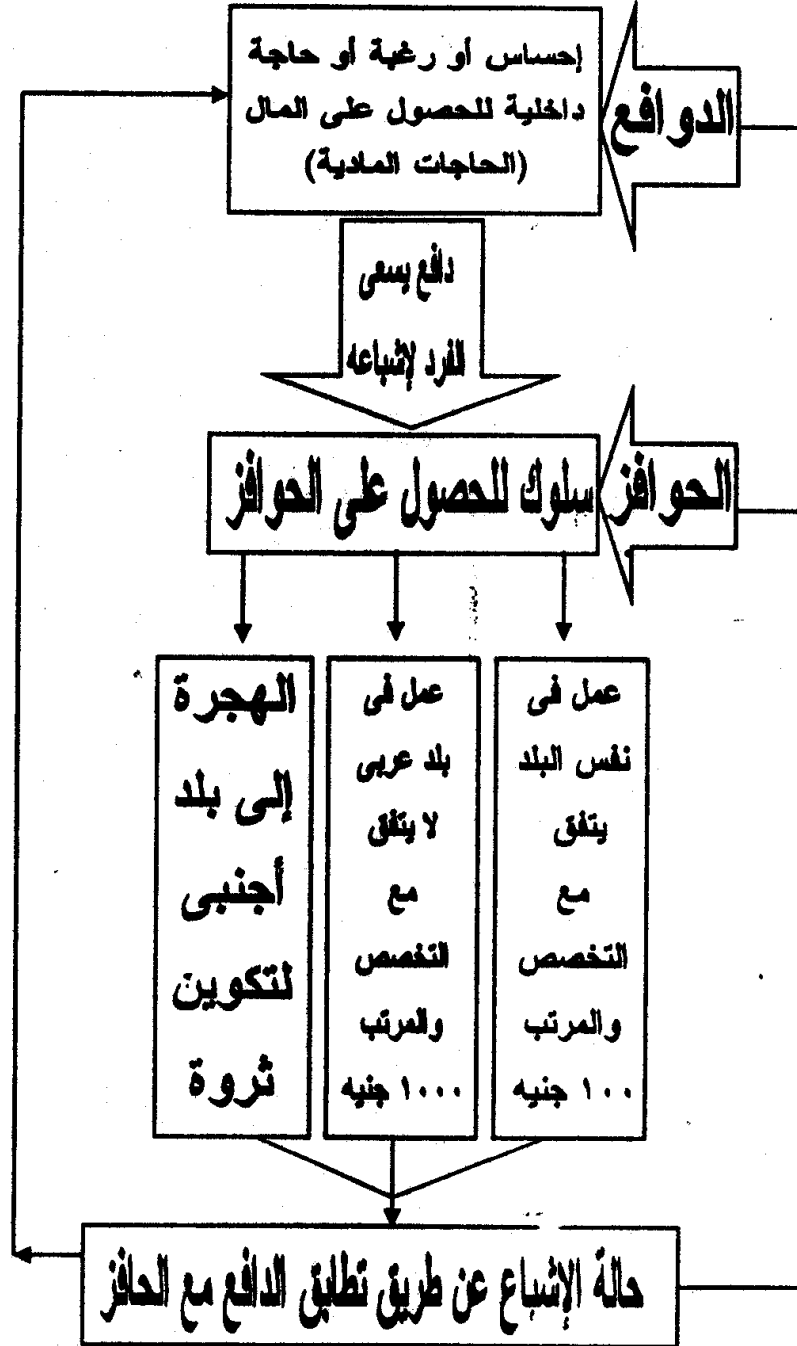 الدوافع
إحساس أو رغبة أو حاجة
داخلية للحصول على المال
(الحاجات المادية)
دافع يسعى
الفرد لإشباعه
الحوافز
سلوك للحصول على الحوافز
عمل فى
نفس البلد
يتفق
مع
التخصص
والمرتب
١٠٠ جنيه
عمل فى
بلد عربى
لا يتفق
مع
التخصص
والمرتب
١٠٠٠ جنيه
الهجرة
إلى بلد
أجنبى
لتكوين
ثروة
حالة الإشباع عن طريق تطابق الدافع مع الحافز